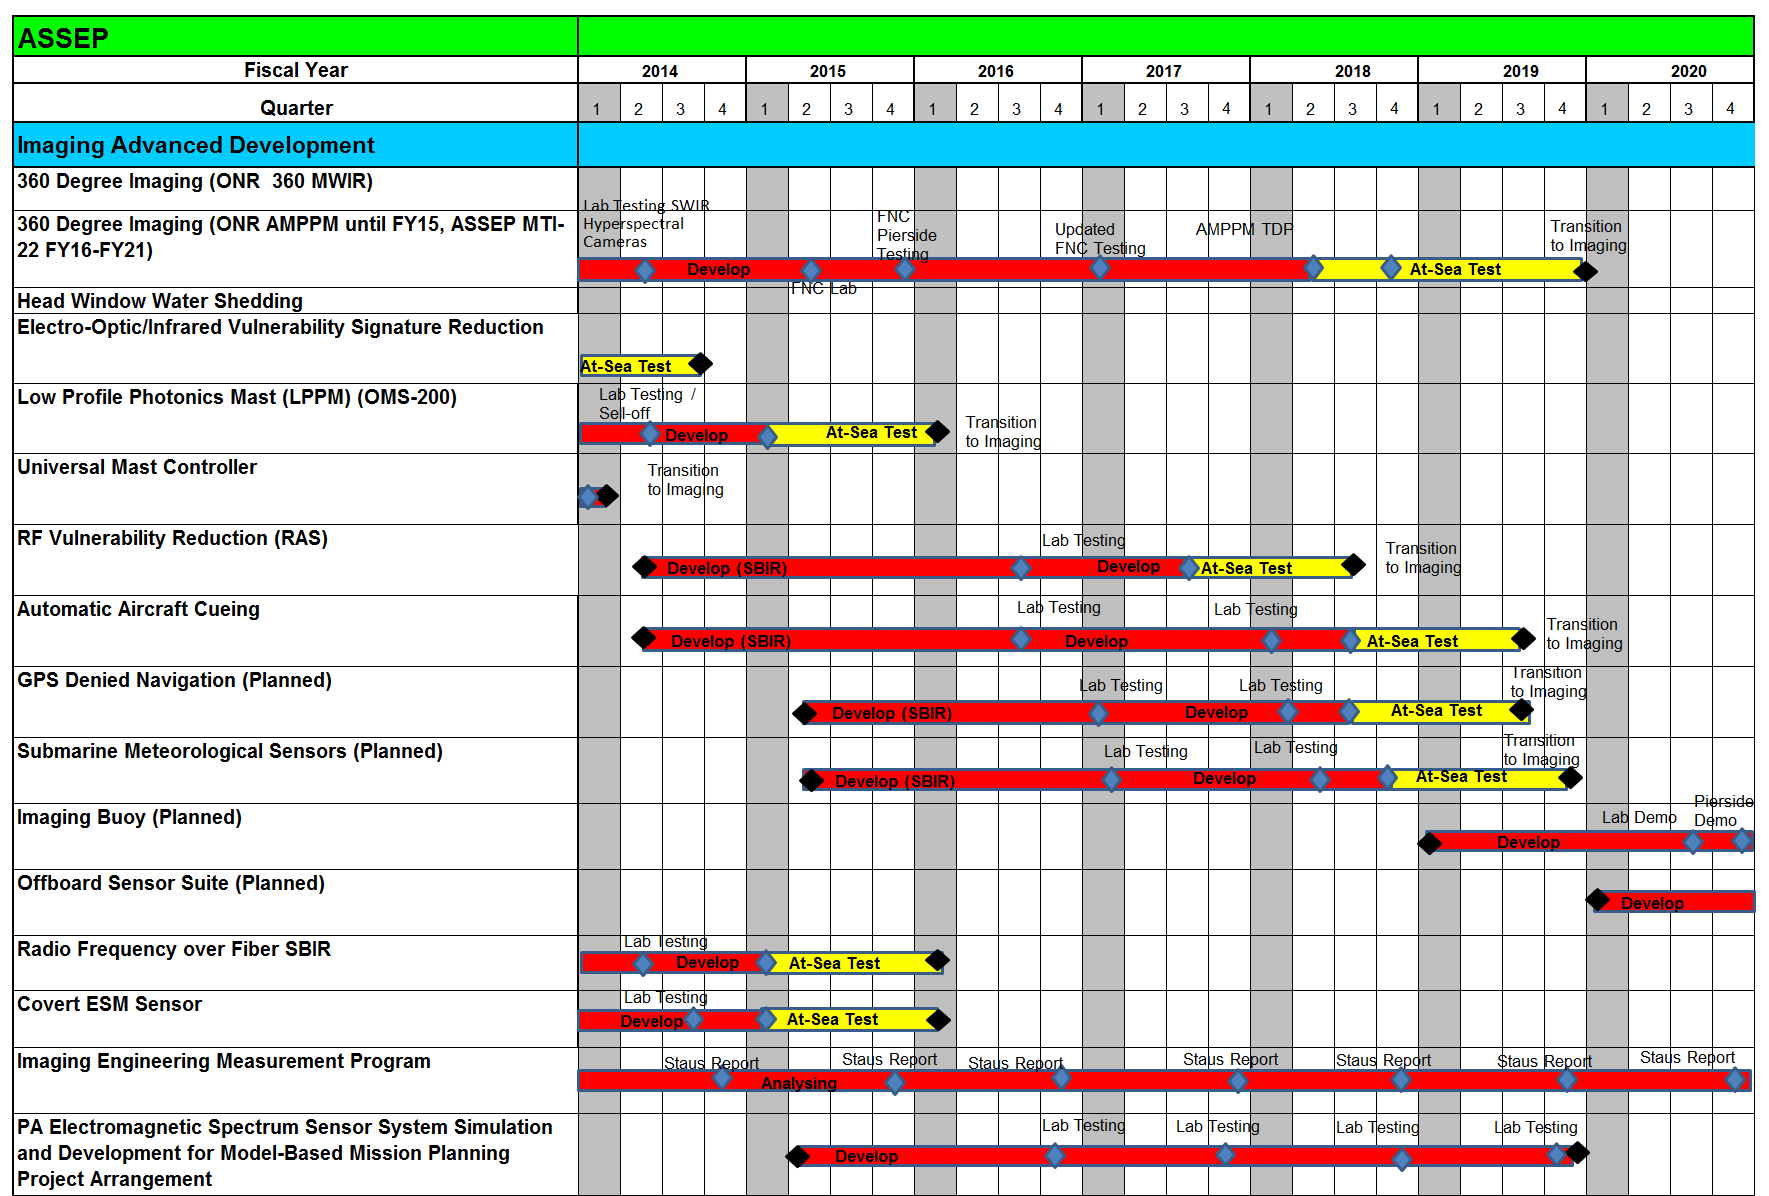 ASSEP
Fiscal Year 2014 2015 2016 2017 2018 2019 2020
Quarter 1 2 3 4 1 2 3 4 1 2 3 4 1 2 3 4 1 2 3 4 1 2 3 4 1 2 3 4
Imaging Advanced Development
360 Degree Imaging (ONR 360 MWIR)
360 Degree Imaging (ONR AMPPM until FY15, ASSEP MTI-
22 FY16-FY21)
Lab Testing SWIR
Hyperspectral
Cameras
FNC
Pierside
Testing
Updated
FNC Testing
AMPPM TDP
Transition
to Imaging
Develop
At-Sea Test
FNC Lab
Head Window Water Shedding
Electro-Optic/Infrared Vulnerability Signature Reduction
At-Sea Test
Low Profile Photonics Mast (LPPM) (OMS-200)
Lab Testing /
Sell-off
Develop
At-Sea Test
Transition
to Imaging
Universal Mast Controller
Transition
to Imaging
RF Vulnerability Reduction (RAS)
Lab Testing
Develop (SBIR)
Develop
At-Sea Test
Transition
to Imaging
Automatic Aircraft Cueing
Lab Testing
Lab Testing
Develop (SBIR)
Develop
At-Sea Test
Transition
to Imaging
GPS Denied Navigation (Planned)
Lab Testing
Lab Testing
Transition
to Imaging
Develop (SBIR)
Develop
At-Sea Test
Submarine Meteorological Sensors (Planned)
Lab Testing
Lab Testing
Transition
to Imaging
Develop (SBIR)
Develop
At-Sea Test
Imaging Buoy (Planned)
Lab Demo
Pierside
Demo
Develop
Offboard Sensor Suite (Planned)
Develop
Radio Frequency over Fiber SBIR
Lab Testing
Develop
At-Sea Test
Covert ESM Sensor
Lab Testing
Develop
At-Sea Test
Imaging Engineering Measurement Program
Staus Report
Staus Report
Staus Report
Staus Report
Staus Report
Staus Report
Staus Report
Analysing
PA Electromagnetic Spectrum Sensor System Simulation
and Development for Model-Based Mission Planning
Project Arrangement
Lab Testing
Lab Testing
Lab Testing
Lab Testing
Develop